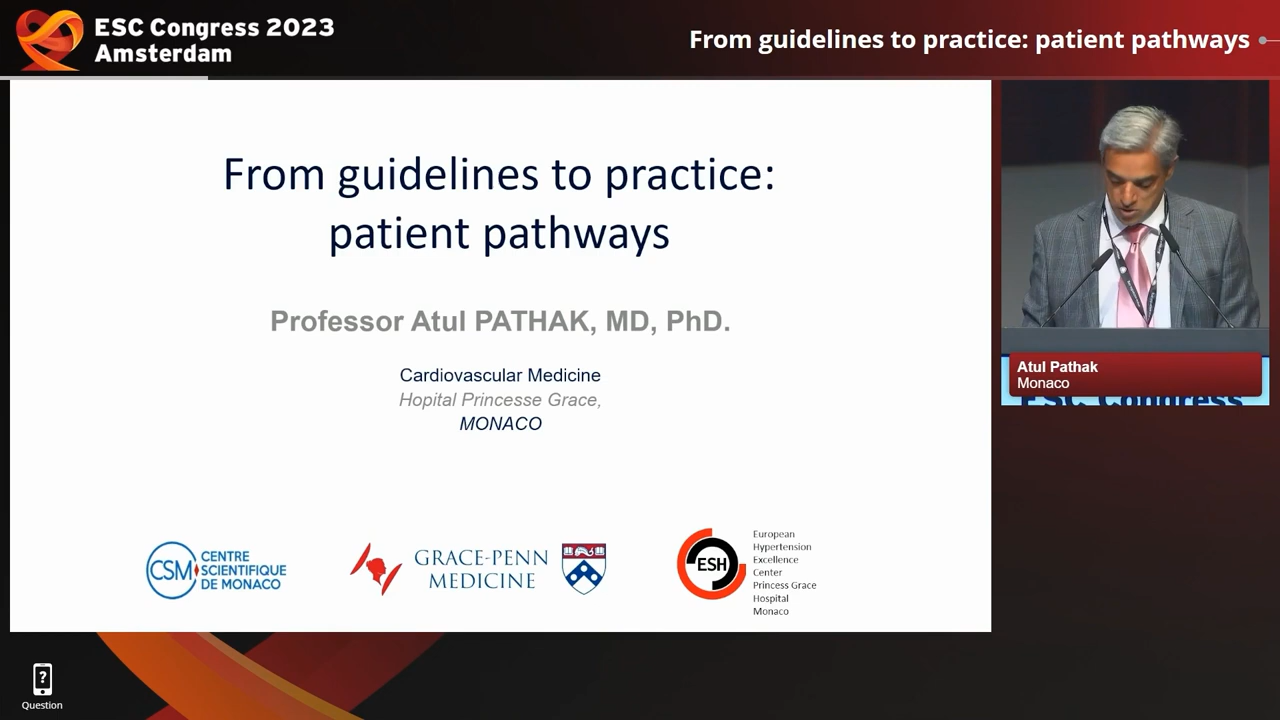 ESC Congress 2023
Amsterdam
From guidelines to practice: patient pathways
From guidelines to practice:
patient pathways
Professor Atul PATHAK, MD, PhD.
Cardiovascular Medicine
Hopital Princesse Grace,
MONACO
CSM
CENTRE
SCIENTIFIQUE
DE MONACO
GRACE-PENN
MEDICINE
ESH
European
Hypertension
Excellence
Center
Princess Grace
Hospital
Monaco
Atul Pathak
Monaco
ESC Congress
?
Question